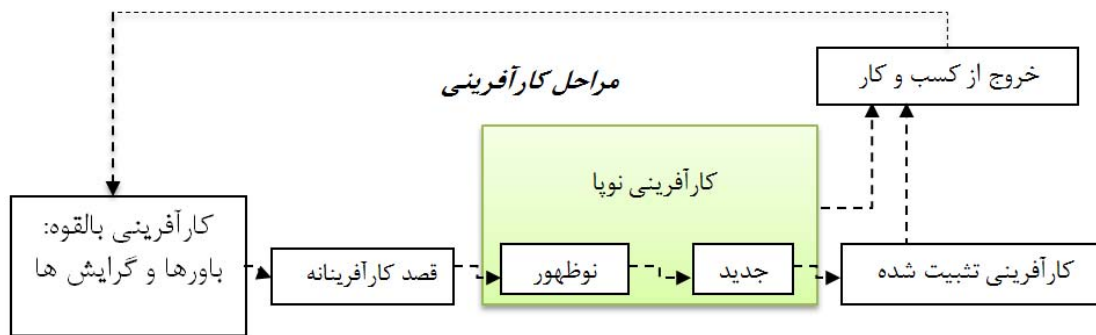 مراحل کارآفرینی
خروج از کسب و کار
کارآفرینی نوپا
کارآفرینی بالقوه:
باورها و گرایش ها
قصد کارآفرینانه
نوظهور
جدید
کارآفرینی تثبیت شده